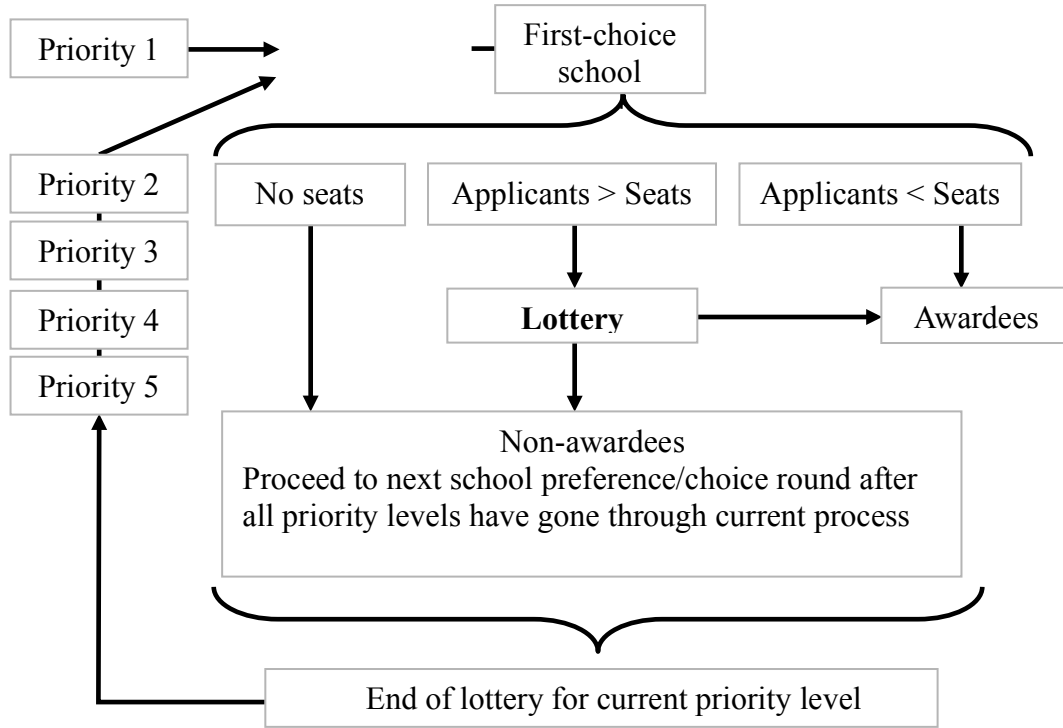 Priority 1
First-choice
school
Priority 2
Priority 3
Priority 4
Priority 5
No seats
Applicants > Seats
Applicants < Seats
Lottery
Awardees
Non-awardees
Proceed to next school preference/choice round after
all priority levels have gone through current process
End of lottery for current priority level